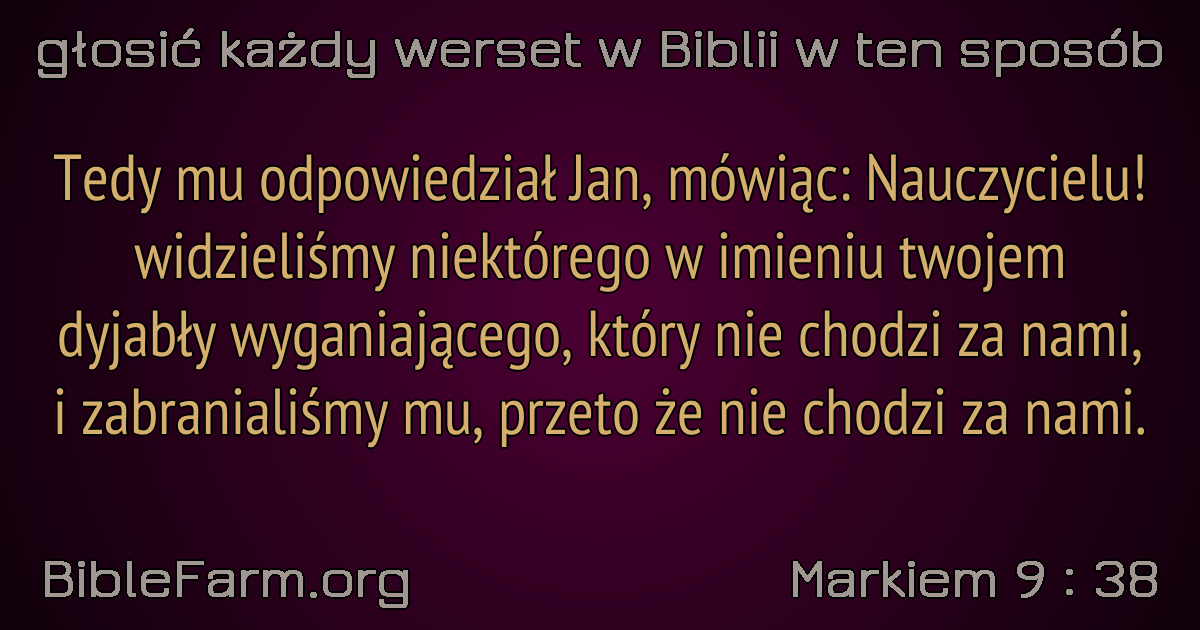 głosić każdy werset w Biblii w ten sposób
Tedy mu odpowiedział Jan, mówiąc: Nauczycielu!
widzieliśmy niektórego w imieniu twojem
dyjabły wyganiającego, który nie chodzi za nami,
i zabranialiśmy mu, przeto że nie chodzi za nami.
BibleFarm.org
Markiem 9 : 38